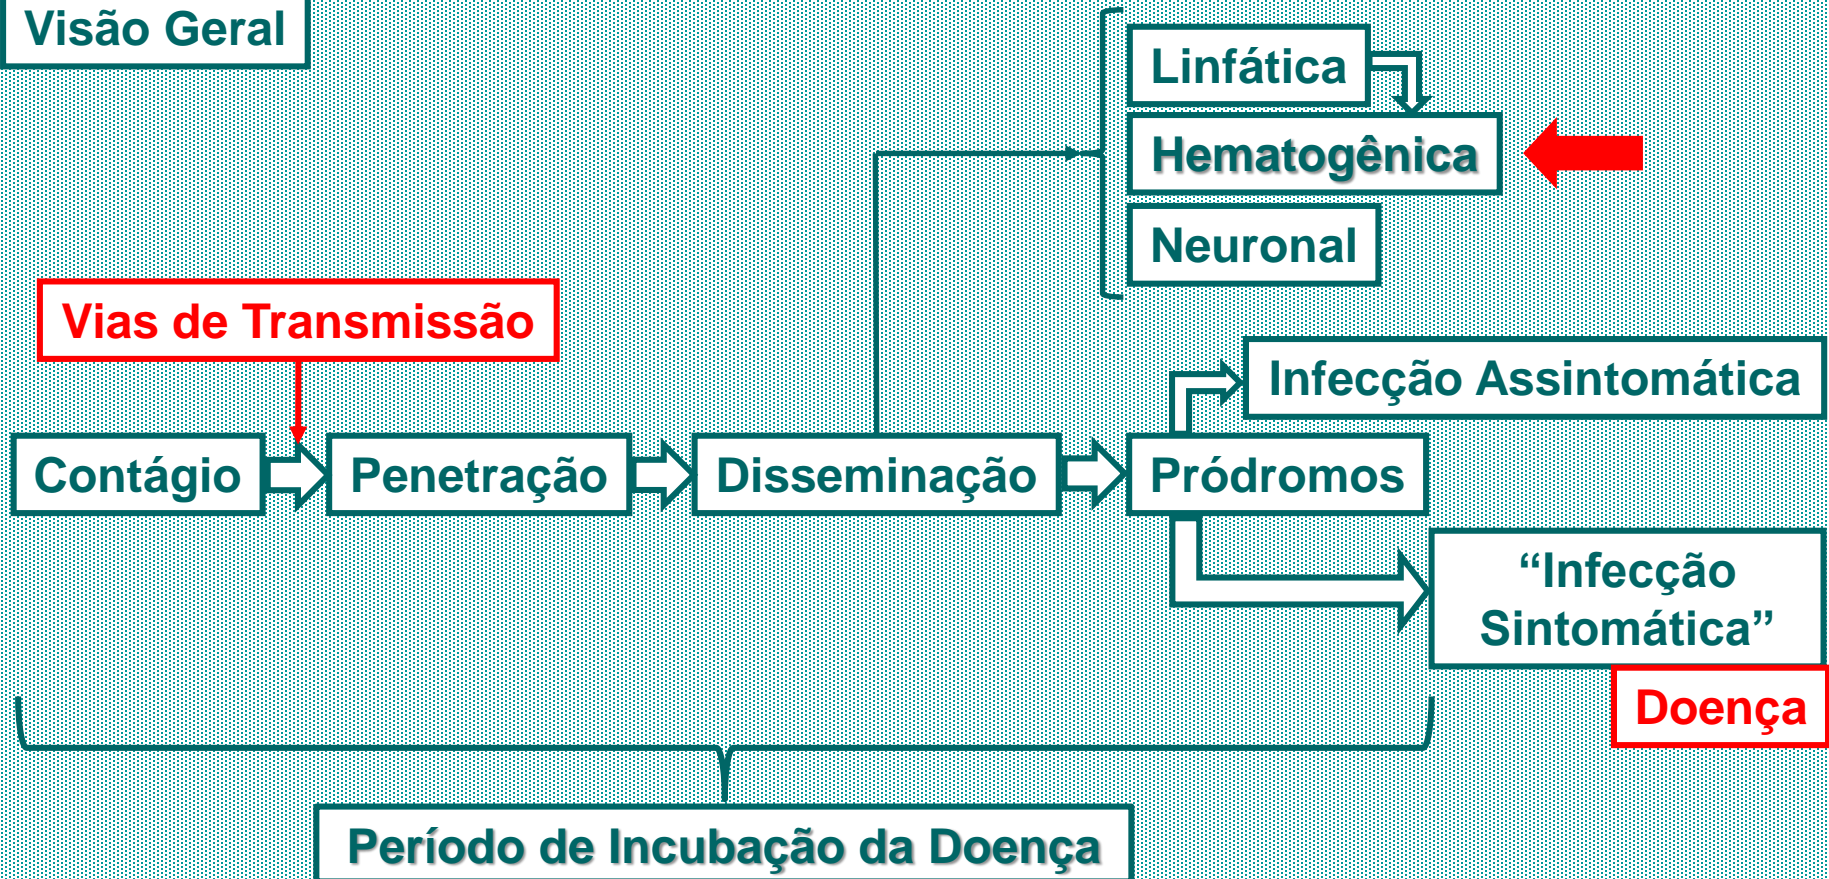 Visão Geral
Linfática
Hematogênica
Neuronal
Vias de Transmissão
Infecção Assintomática
Contágio
Penetração
Disseminação
Pródromos
“Infecção
Sintomática”
Doença
Período de Incubação da Doença